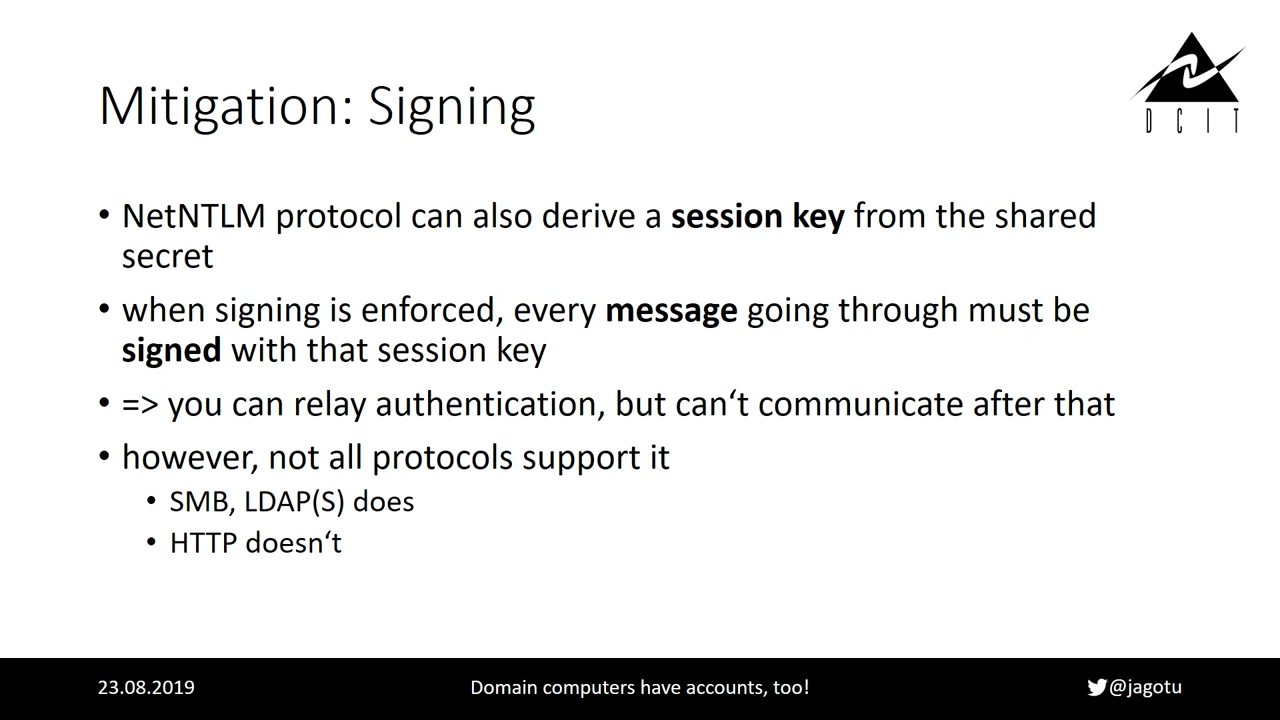 Mitigation: Signing
DCIT
• NetNTLM protocol can also derive a session key from the shared
secret
• when signing is enforced, every message going through must be
signed with that session key
• => you can relay authentication, but can‘t communicate after that
• however, not all protocols support it
• SMB, LDAP(S) does
• HTTP doesn‘t
23.08.2019
Domain computers have accounts, too!
@jagotu